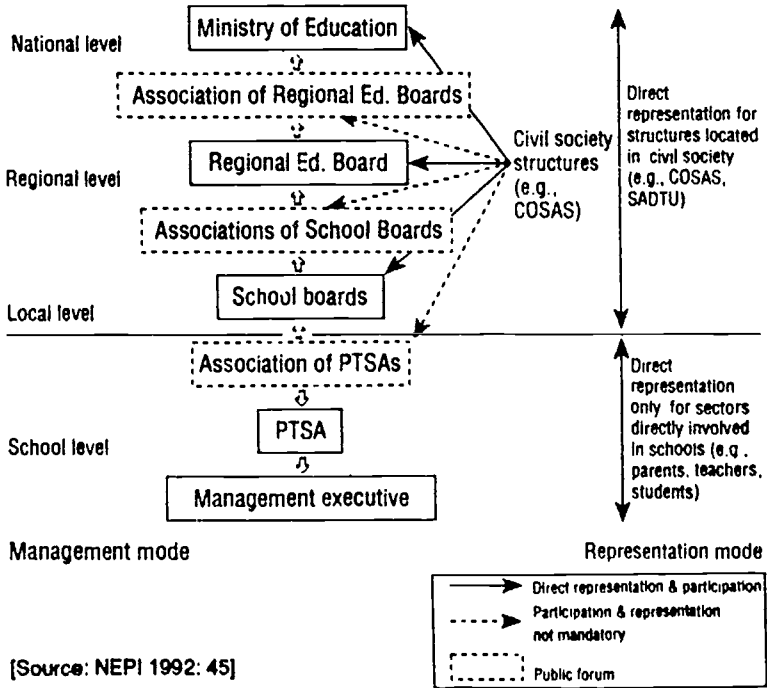 National level
Ministry of Education
Association of Regional Ed. Boards
Regional level
Regional Ed. Board
Associations of School Boards
School boards
Local level
Association of PTSAs
PTSA
School level
Management executive
Civil society
structures
(e.g.,
COSAS)
Direct
representation for
structures located
in civil society
(e.g., COSAS,
SADTU)
Direct
representation
only for sectors
directly involved
in schools (e.g.,
parents, teachers,
students)
Management mode
Representation mode
Direct representation & participation
Participation & representation
not mandatory
Public forum
[Source: NEPI 1992: 45]